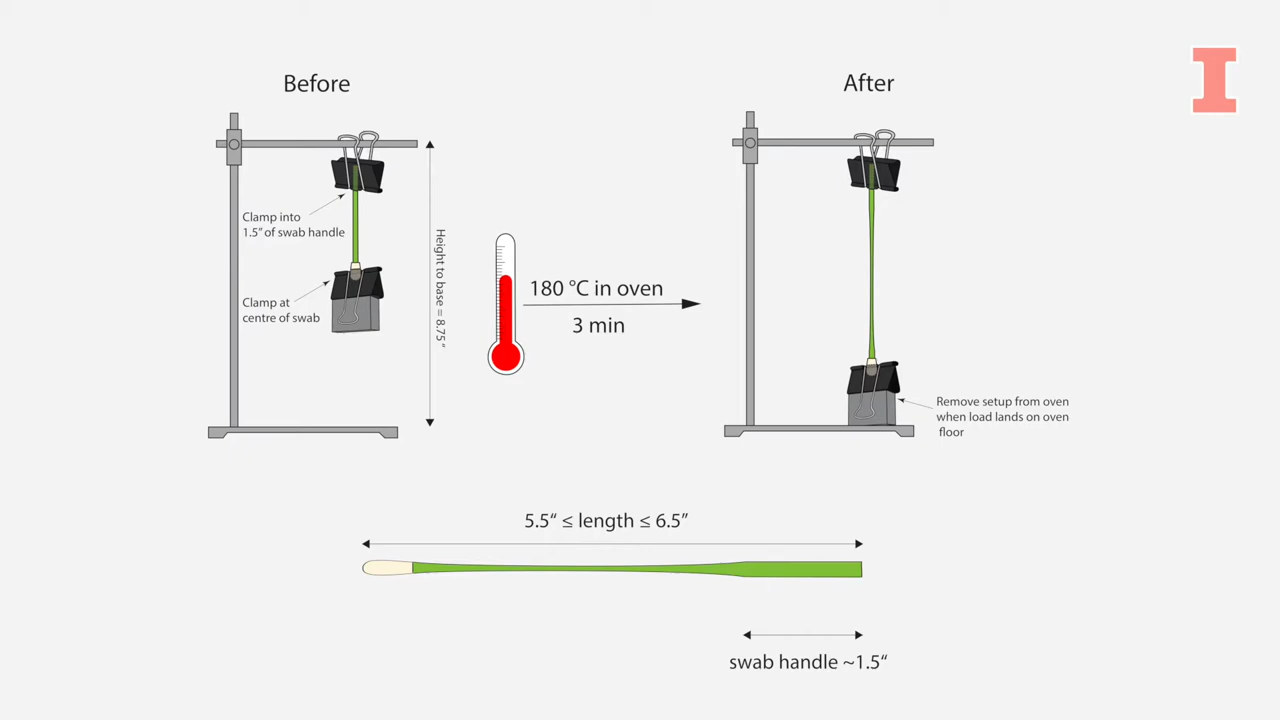 Before
After
Clamp into
1.5” of swab handle
Clamp at
centre of swab
Height to base = 8.75“
180 °C in oven
3 min
Remove setup from oven
when load lands on oven
floor
5.5“ ≤ length ≤ 6.5”
swab handle ~1.5“
I